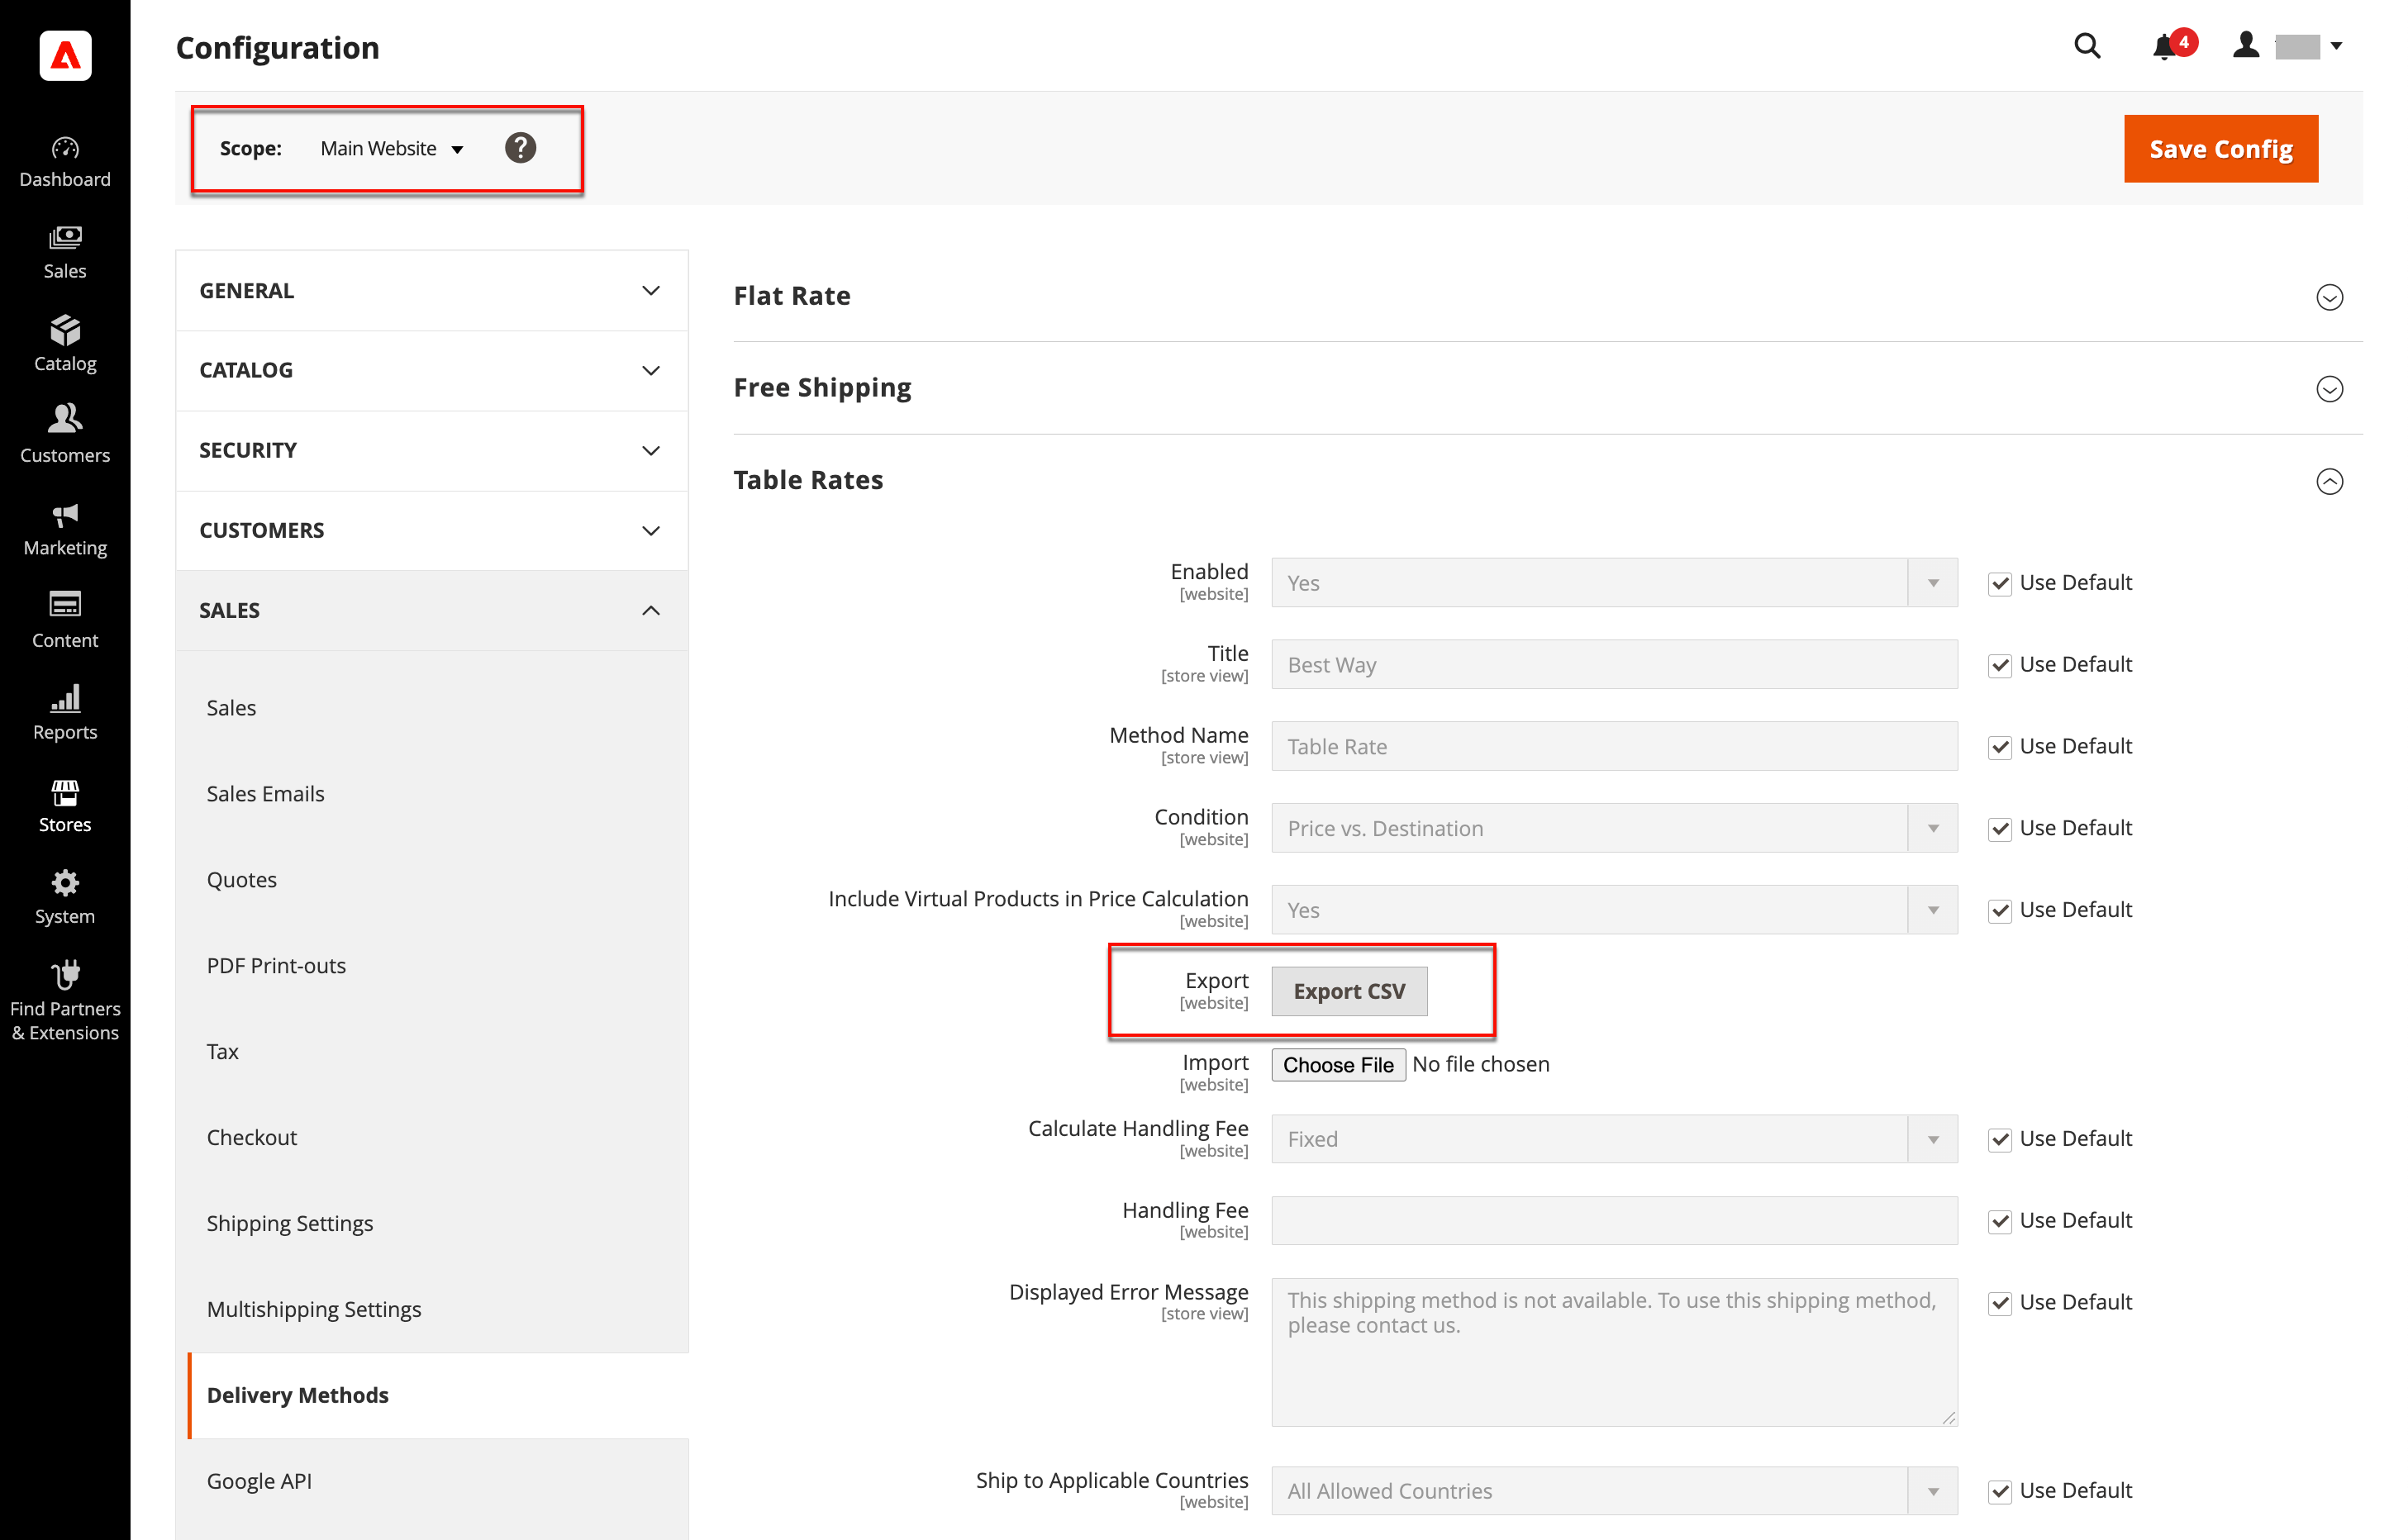 Configuration
4
Scope: Main Website ?
Save Config
Dashboard
Sales
Catalog
Customers
Marketing
Content
Reports
Stores
System
Find Partners
& Extensions
GENERAL
CATALOG
SECURITY
CUSTOMERS
SALES
Sales
Sales Emails
Quotes
PDF Print-outs
Tax
Checkout
Shipping Settings
Multishipping Settings
Delivery Methods
Google API
Flat Rate
Free Shipping
Table Rates
Enabled Yes Use Default
[website]
Title Best Way Use Default
[store view]
Method Name Table Rate Use Default
[store view]
Condition Price vs. Destination Use Default
[website]
Include Virtual Products in Price Calculation Yes Use Default
[website]
Export Export CSV
[website]
Import Choose File No file chosen
[website]
Calculate Handling Fee Fixed Use Default
[website]
Handling Fee Use Default
[website]
Displayed Error Message This shipping method is not available. To use this shipping method, Use Default
[store view] please contact us.
Ship to Applicable Countries All Allowed Countries Use Default
[website]